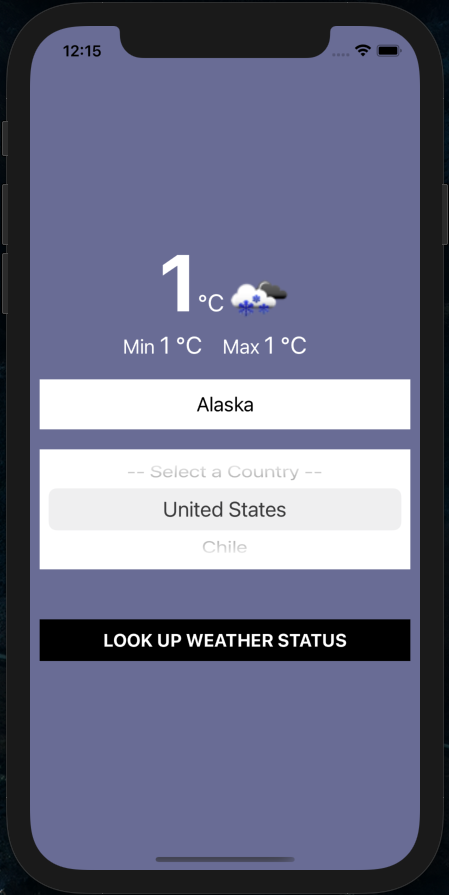 12:15
1 °C
Min 1 °C Max 1 °C
Alaska
-- Select a Country --
United States
Chile
LOOK UP WEATHER STATUS